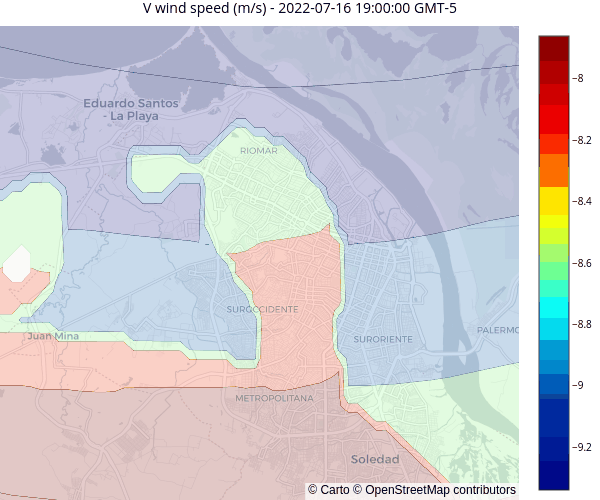 V wind speed (m/s) - 2022-07-16 19:00:00 GMT-5
−8
Eduardo Santos
- La Playa
−8.2
RIOMAR
−8.4
−8.6
SUROCCIDENTE
−8.8
PALERMO
Juan Mina
SURORIENTE
−9
METROPOLITANA
−9.2
Soledad
© Carto © OpenStreetMap contributors